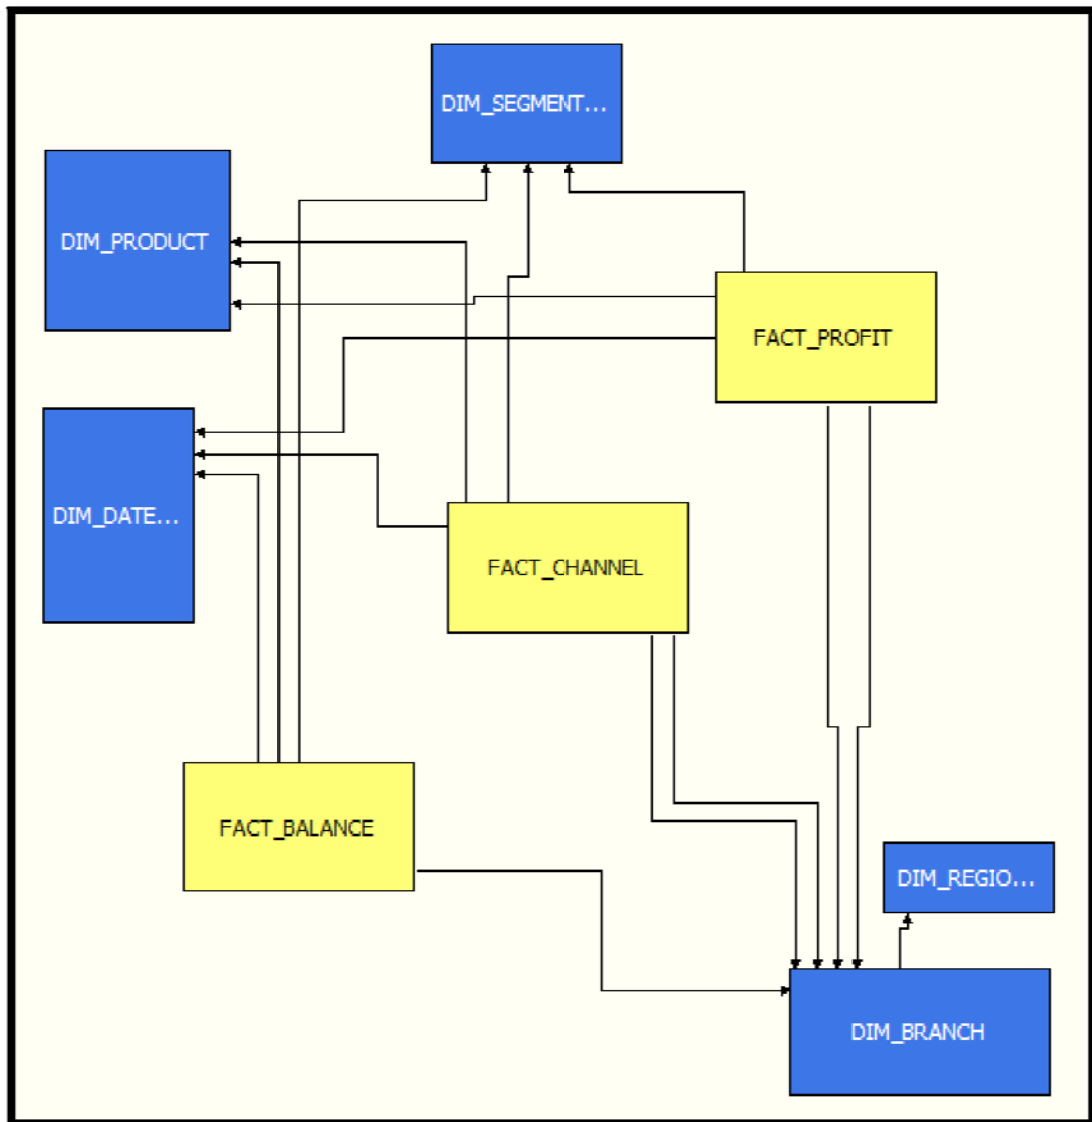 DIM_SEGMENT...
DIM_PRODUCT
FACT_PROFIT
DIM_DATE...
FACT_CHANNEL
FACT_BALANCE
DIM_REGIO...
DIM_BRANCH